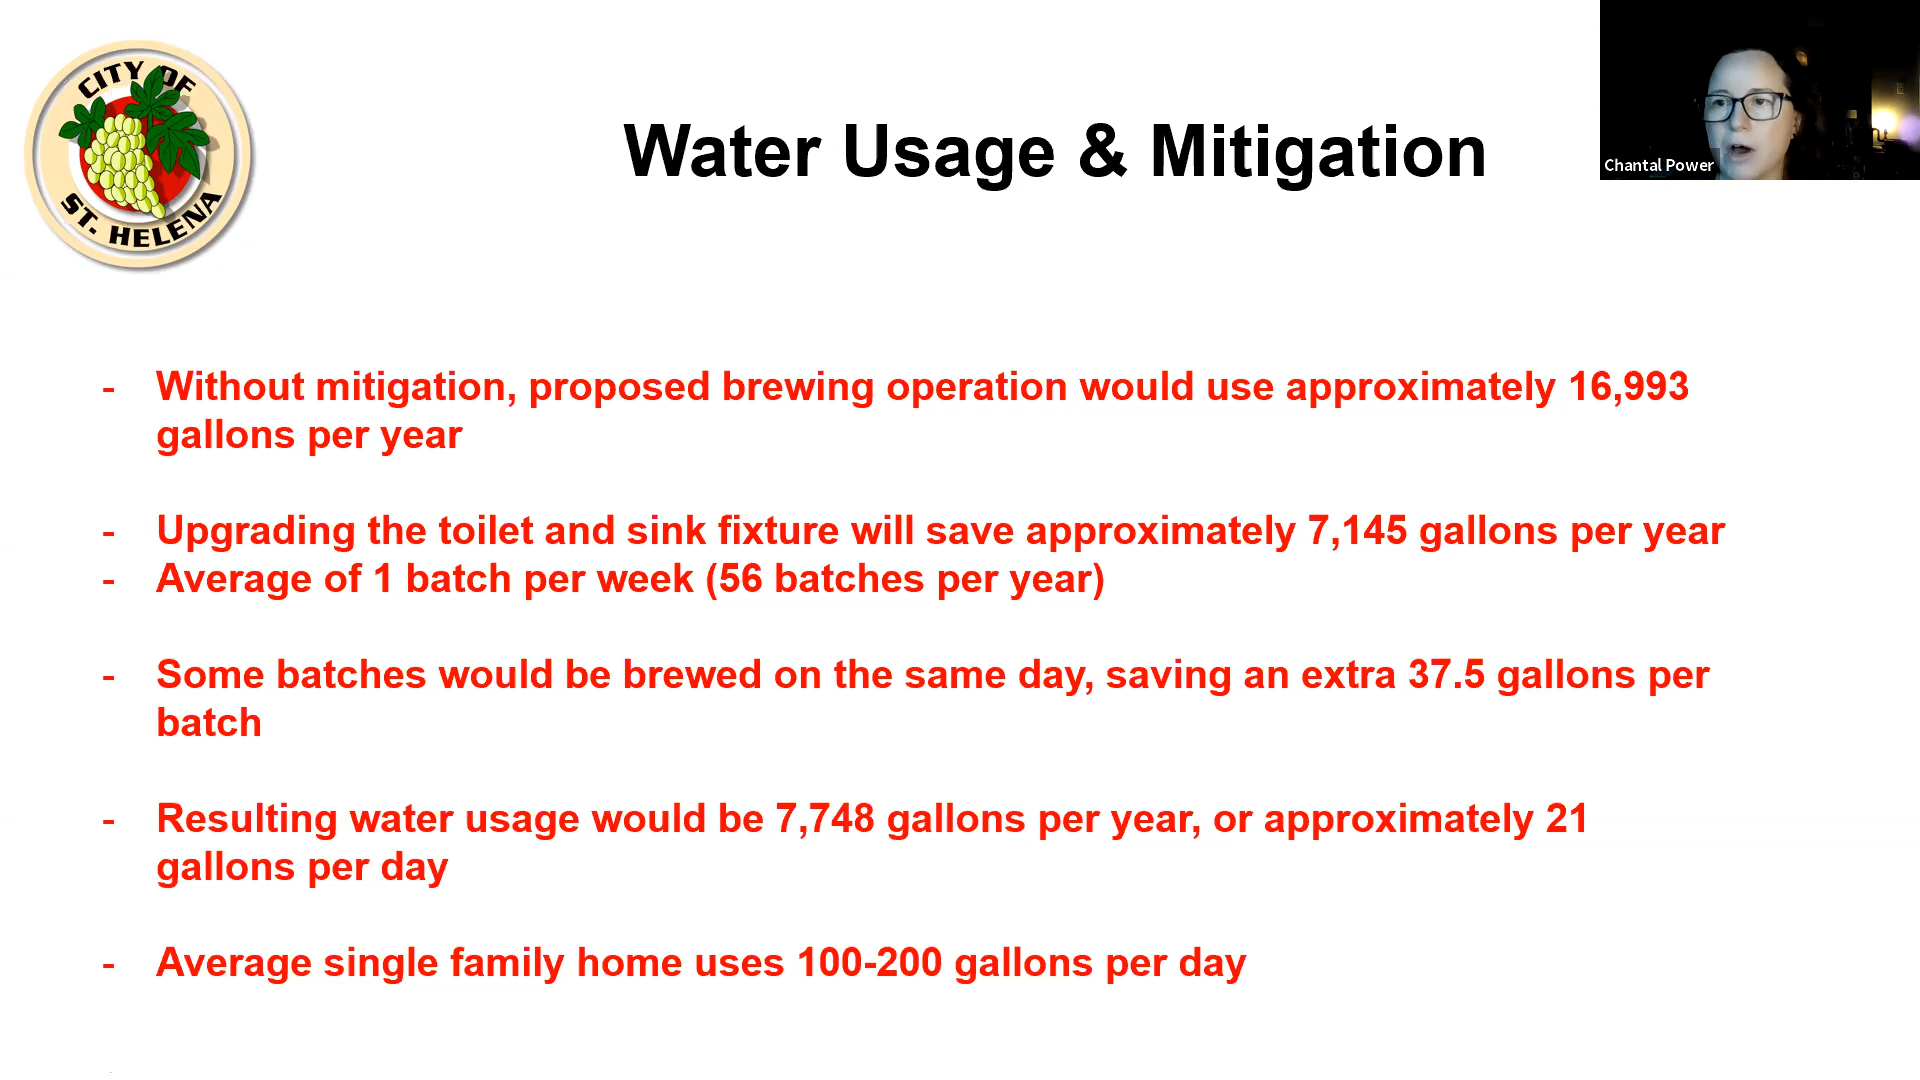 CITY OF
ST. HELENA
Water Usage & Mitigation
Chantal Power
- Without mitigation, proposed brewing operation would use approximately 16,993
gallons per year
- Upgrading the toilet and sink fixture will save approximately 7,145 gallons per year
- Average of 1 batch per week (56 batches per year)
- Some batches would be brewed on the same day, saving an extra 37.5 gallons per
batch
- Resulting water usage would be 7,748 gallons per year, or approximately 21
gallons per day
- Average single family home uses 100-200 gallons per day